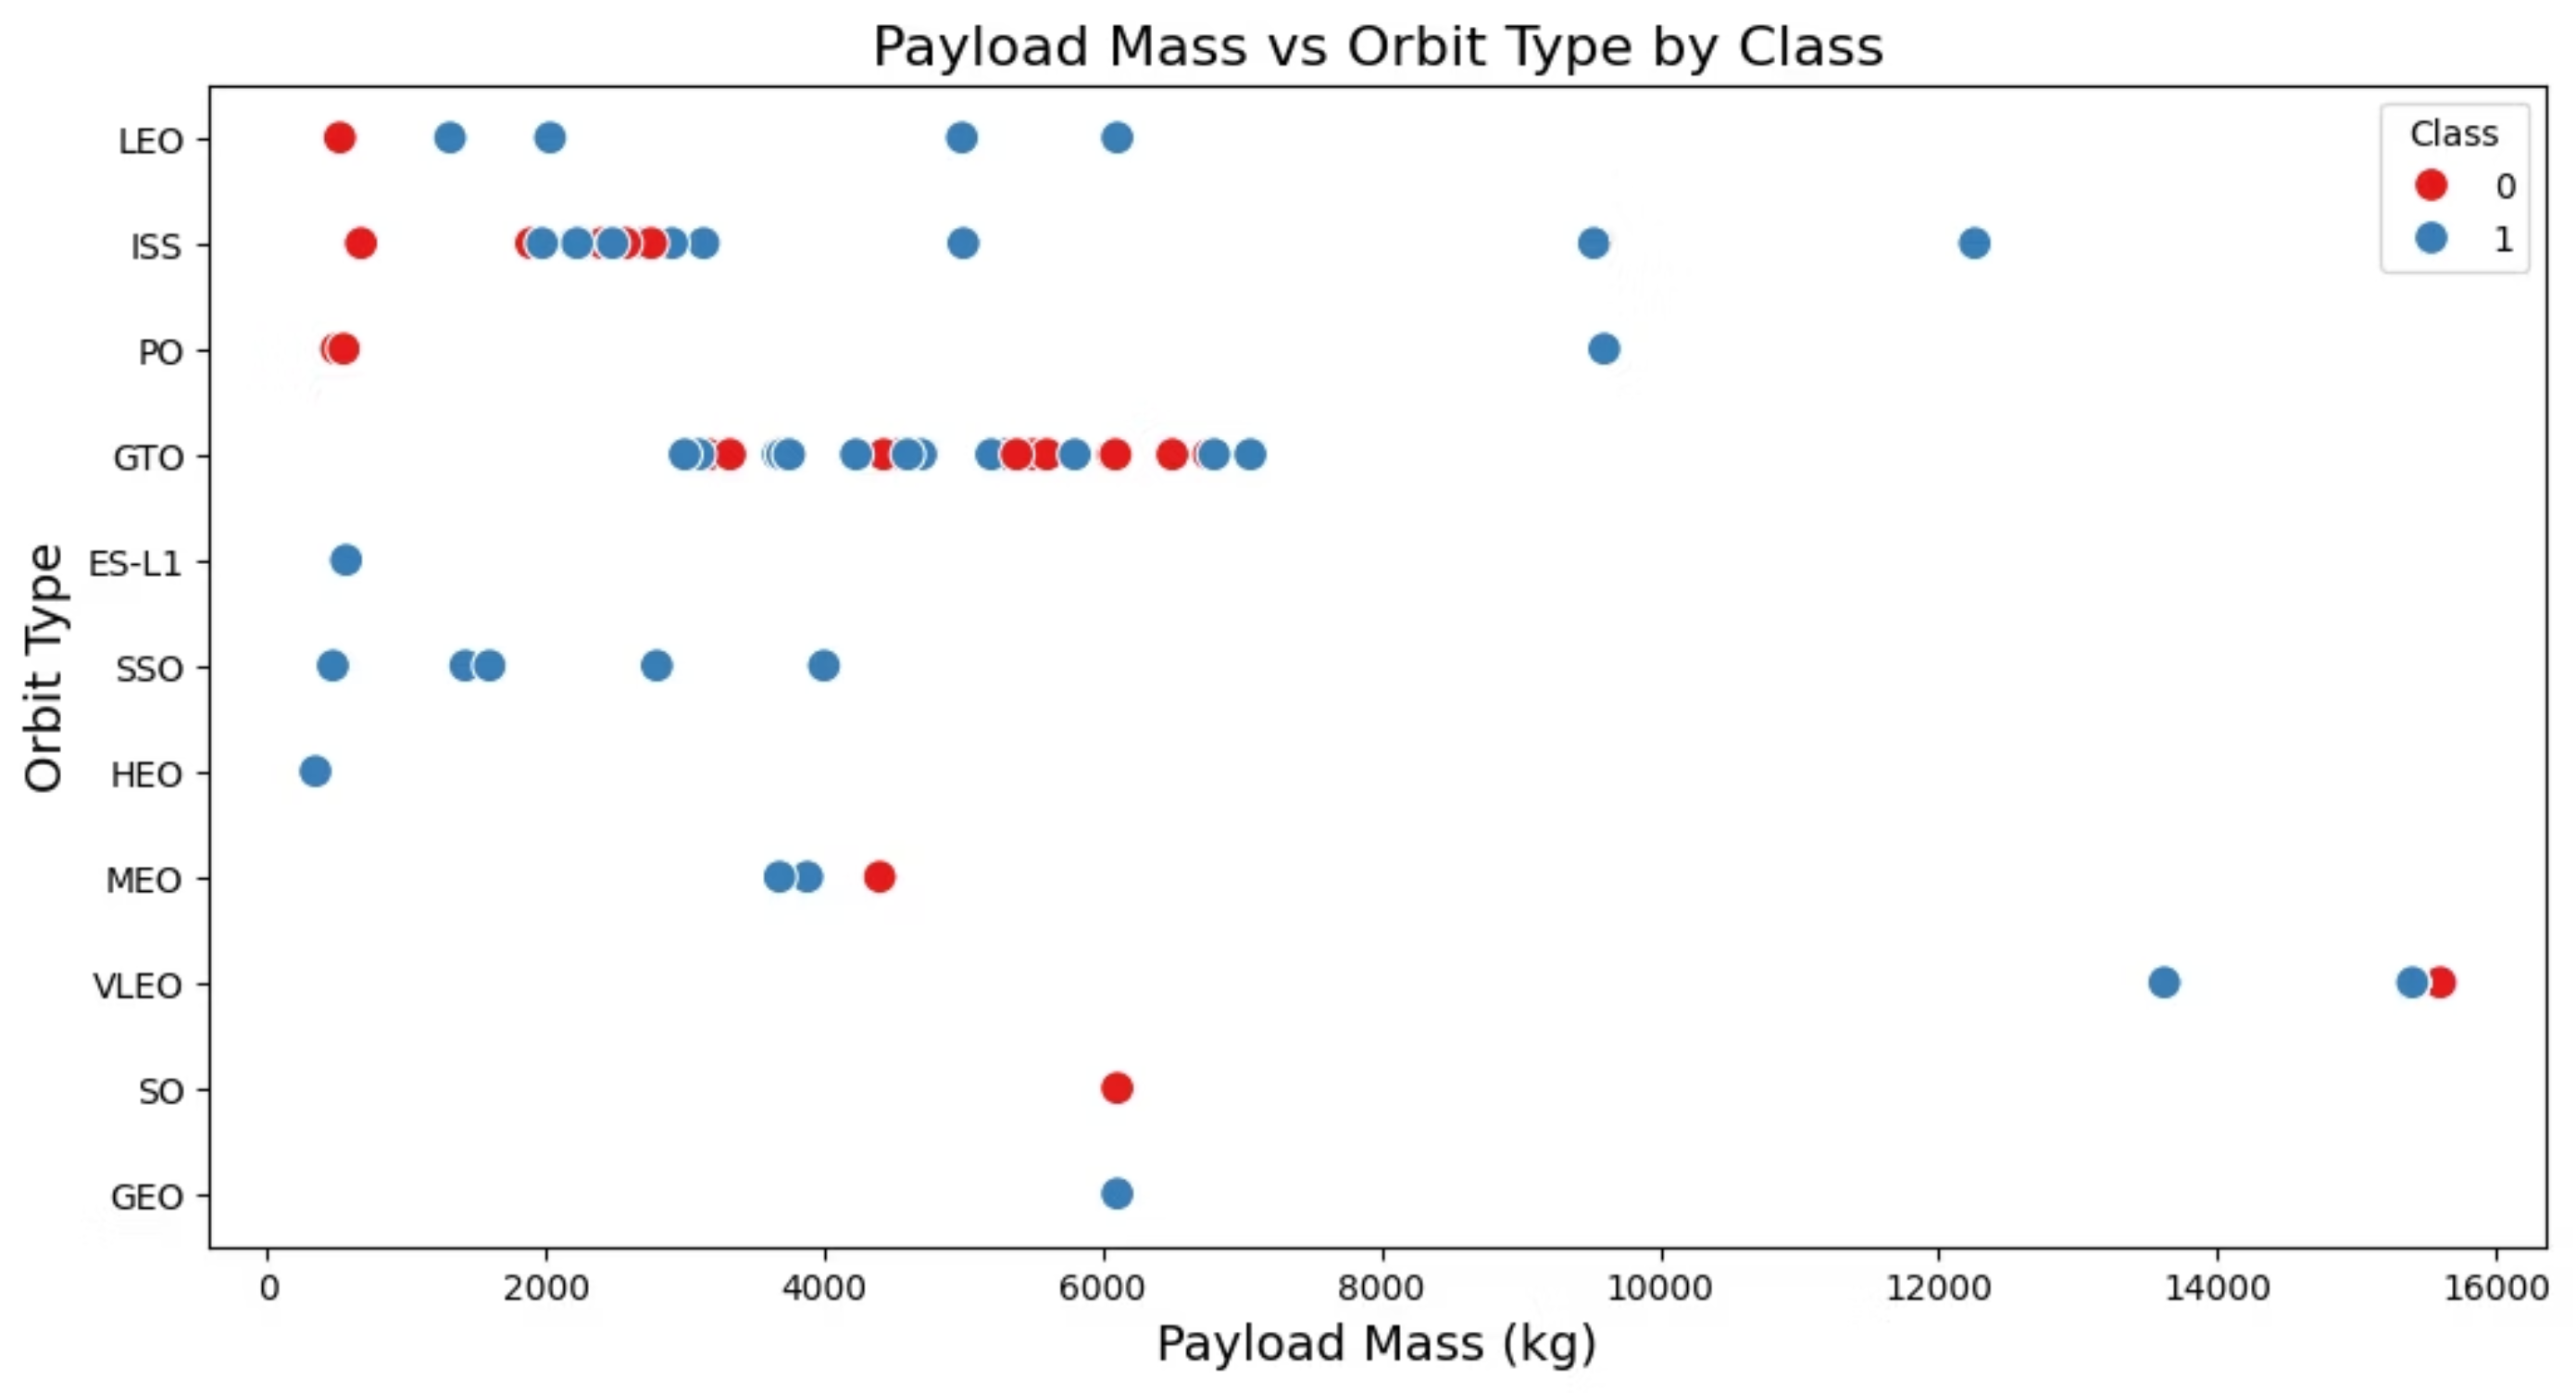 Payload Mass vs Orbit Type by Class
Class
0
1
Orbit Type
LEO
ISS
PO
GTO
ES-L1
SSO
HEO
MEO
VLEO
SO
GEO
0 2000 4000 6000 8000 10000 12000 14000 16000
Payload Mass (kg)